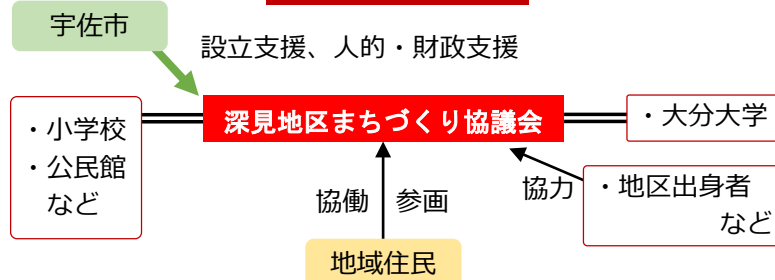 宇佐市
設立支援、人的・財政支援
・小学校
・公民館
など
深見地区まちづくり協議会
・大分大学
協働
参画
協力
・地区出身者
など
地域住民